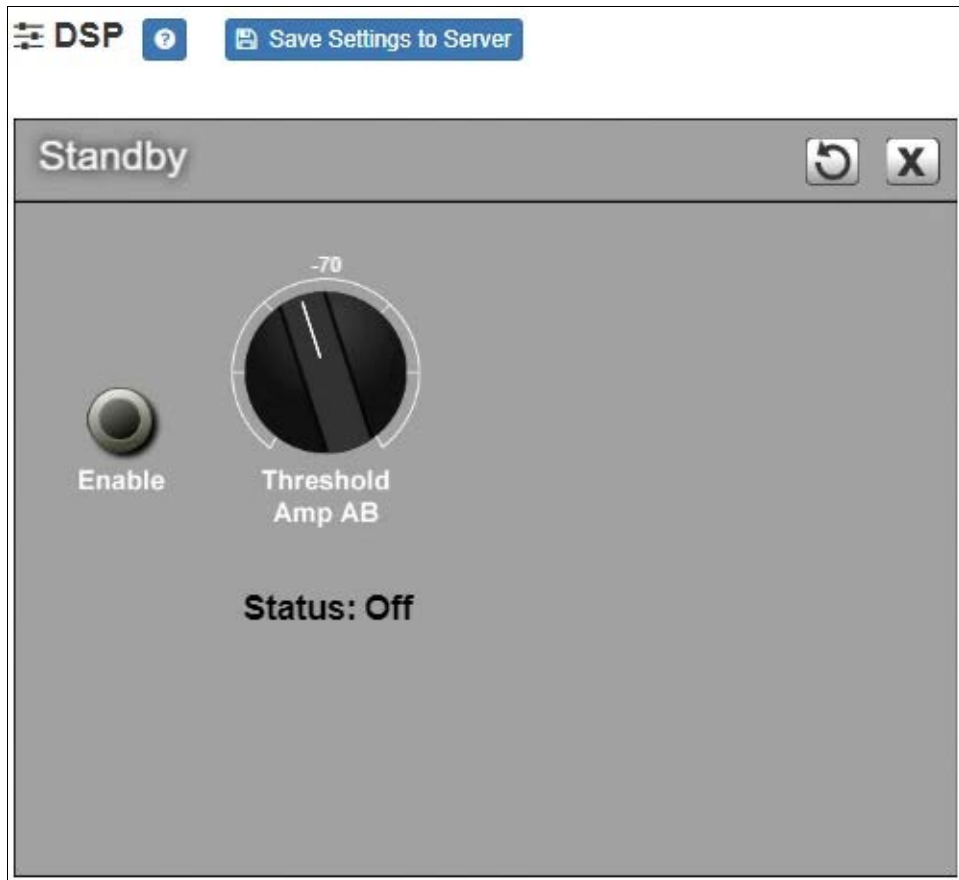 DSP
Save Settings to Server
Standby
X
-70
Enable
Threshold
Amp AB
Status: Off